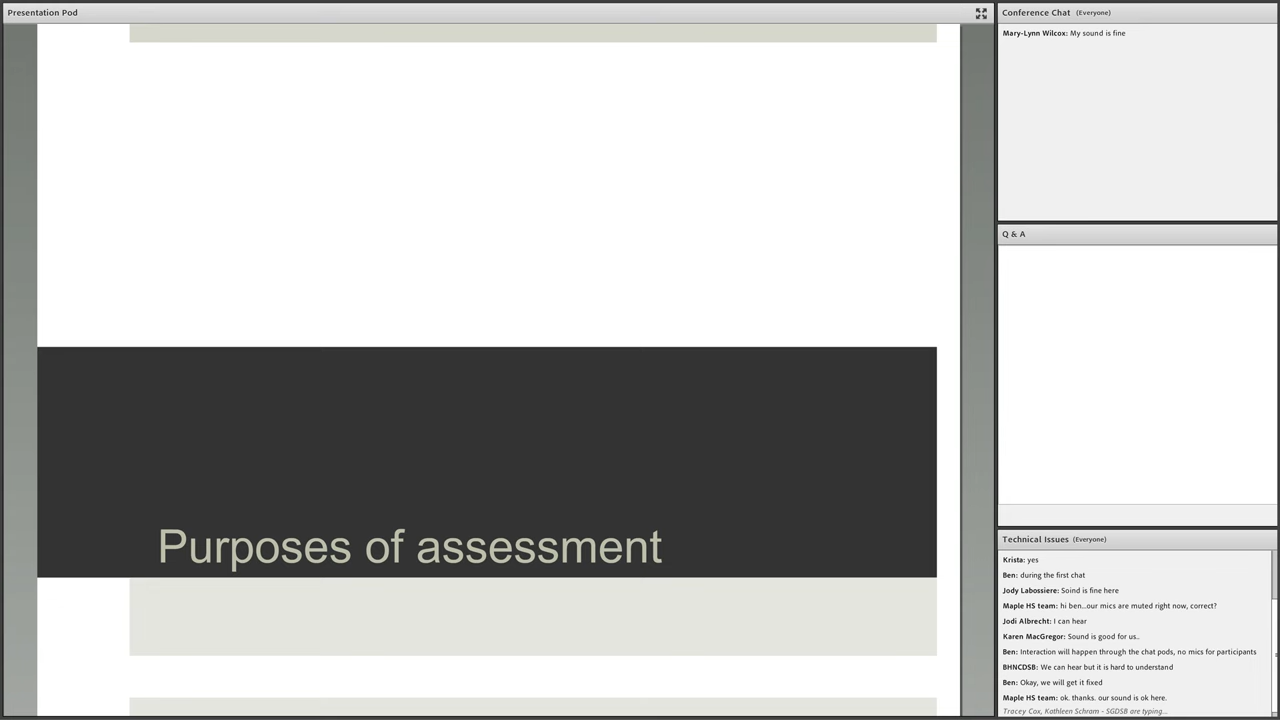 Presentation Pod
Purposes of assessment
Conference Chat (Everyone)
Mary-Lynn Wilcox: My sound is fine
Q & A
Technical Issues (Everyone)
Krista: yes
Ben: during the first chat
Jody Labossiere: Soind is fine here
Maple HS team: hi ben...our mics are muted right now, correct?
Jodi Albrecht: I can hear
Karen MacGregor: Sound is good for us..
Ben: Interaction will happen through the chat pods, no mics for participants
BHNCDSB: We can hear but it is hard to understand
Ben: Okay, we will get it fixed
Maple HS team: ok. thanks. our sound is ok here.
Tracey Cox, Kathleen Schram - SGDSB are typing...